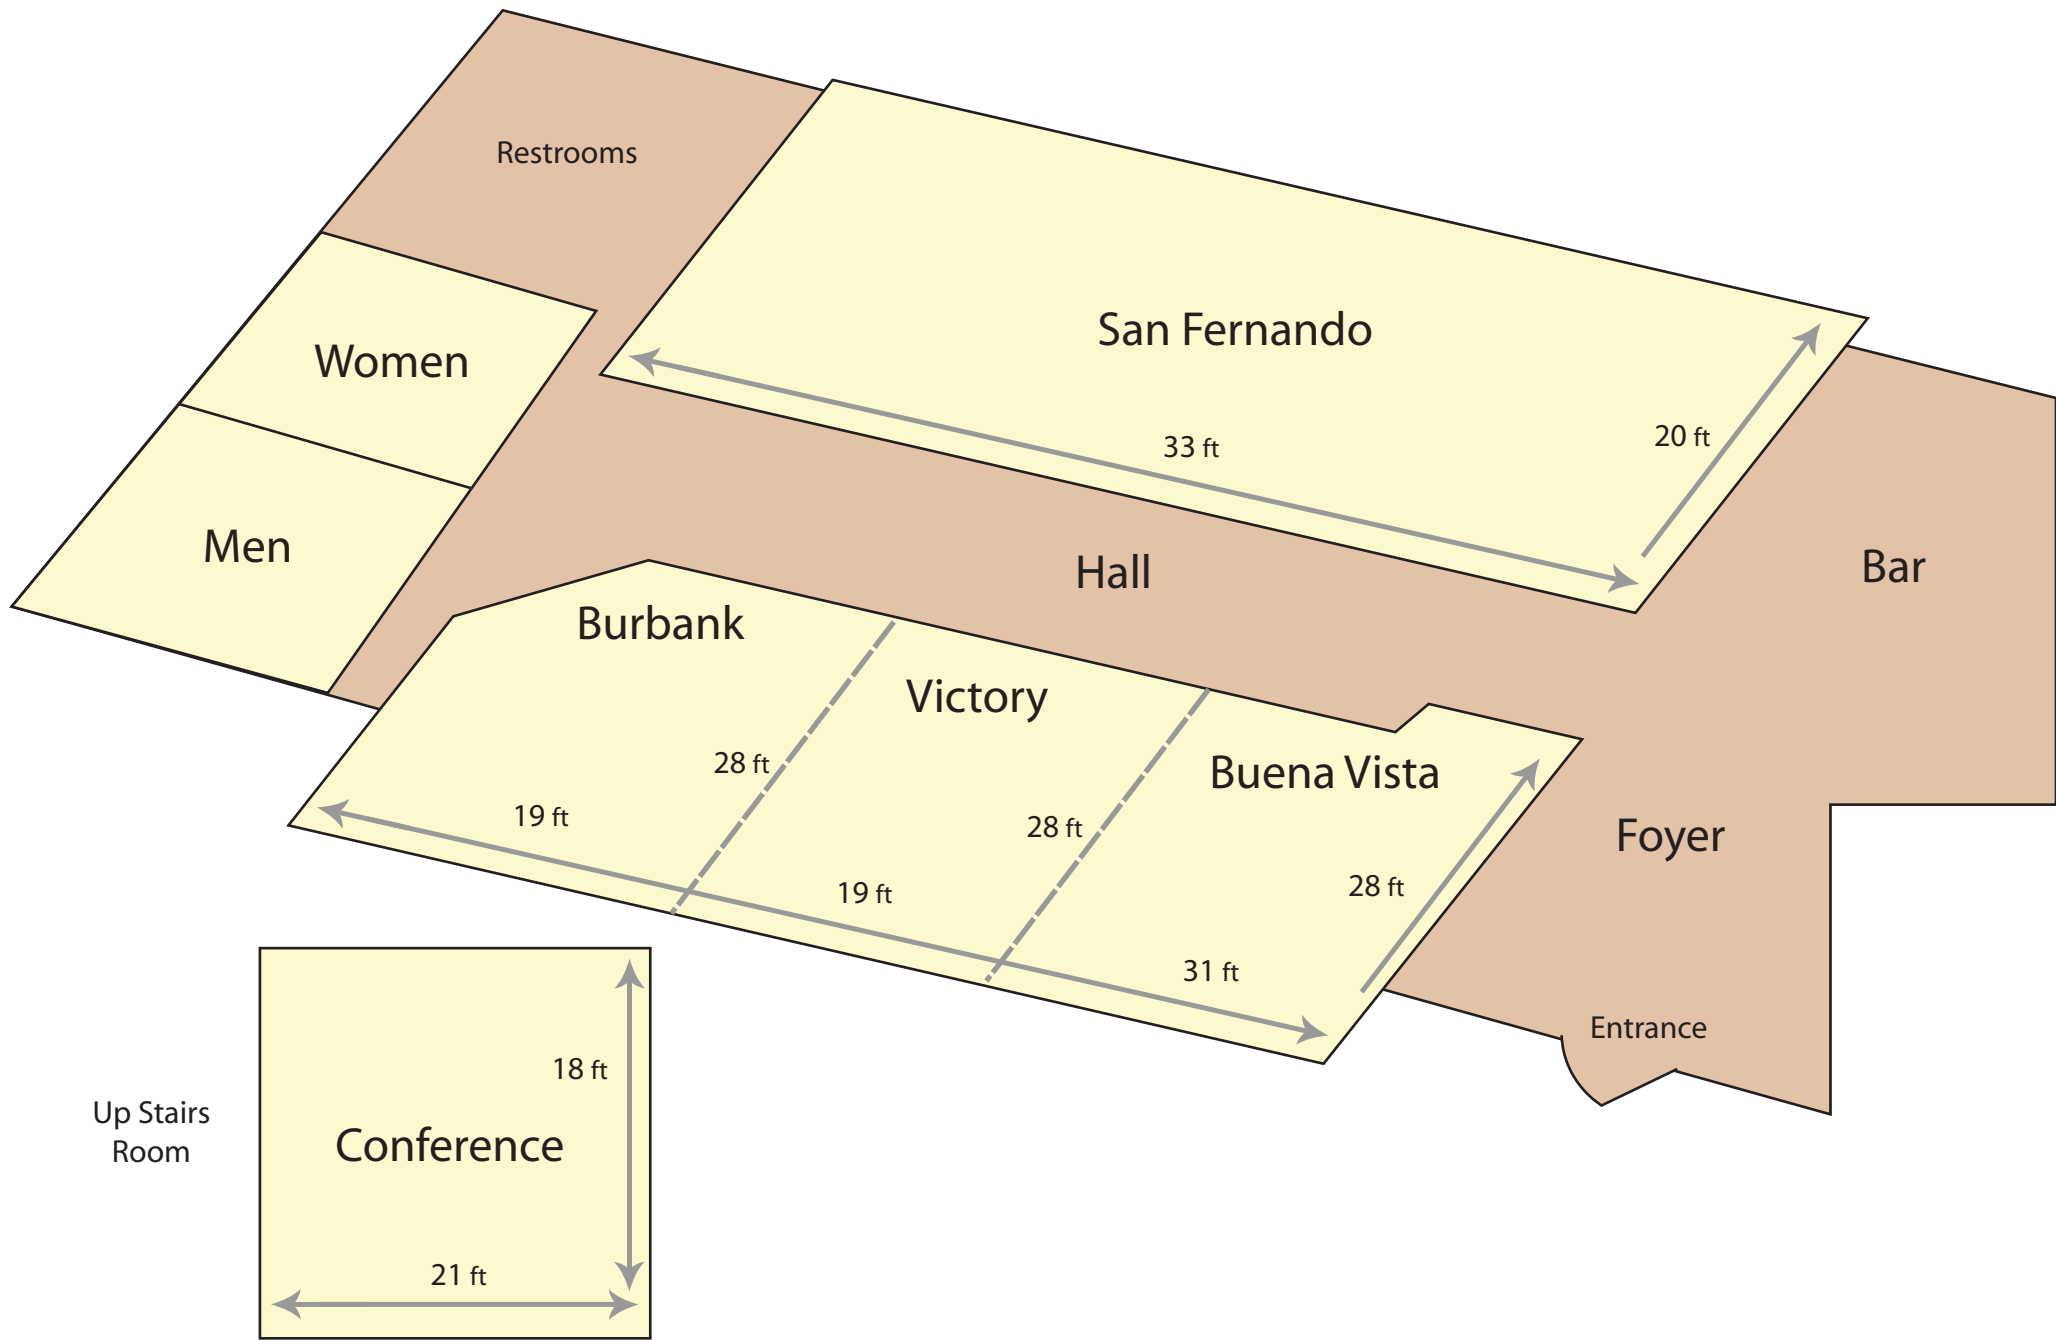 Restrooms
San Fernando
Women
20 ft
33 ft
Men
Hall
Bar
Burbank
Victory
28 ft
Buena Vista
19 ft
28 ft
Foyer
28 ft
19 ft
31 ft
Entrance
18 ft
Up Stairs
Room
Conference
21 ft